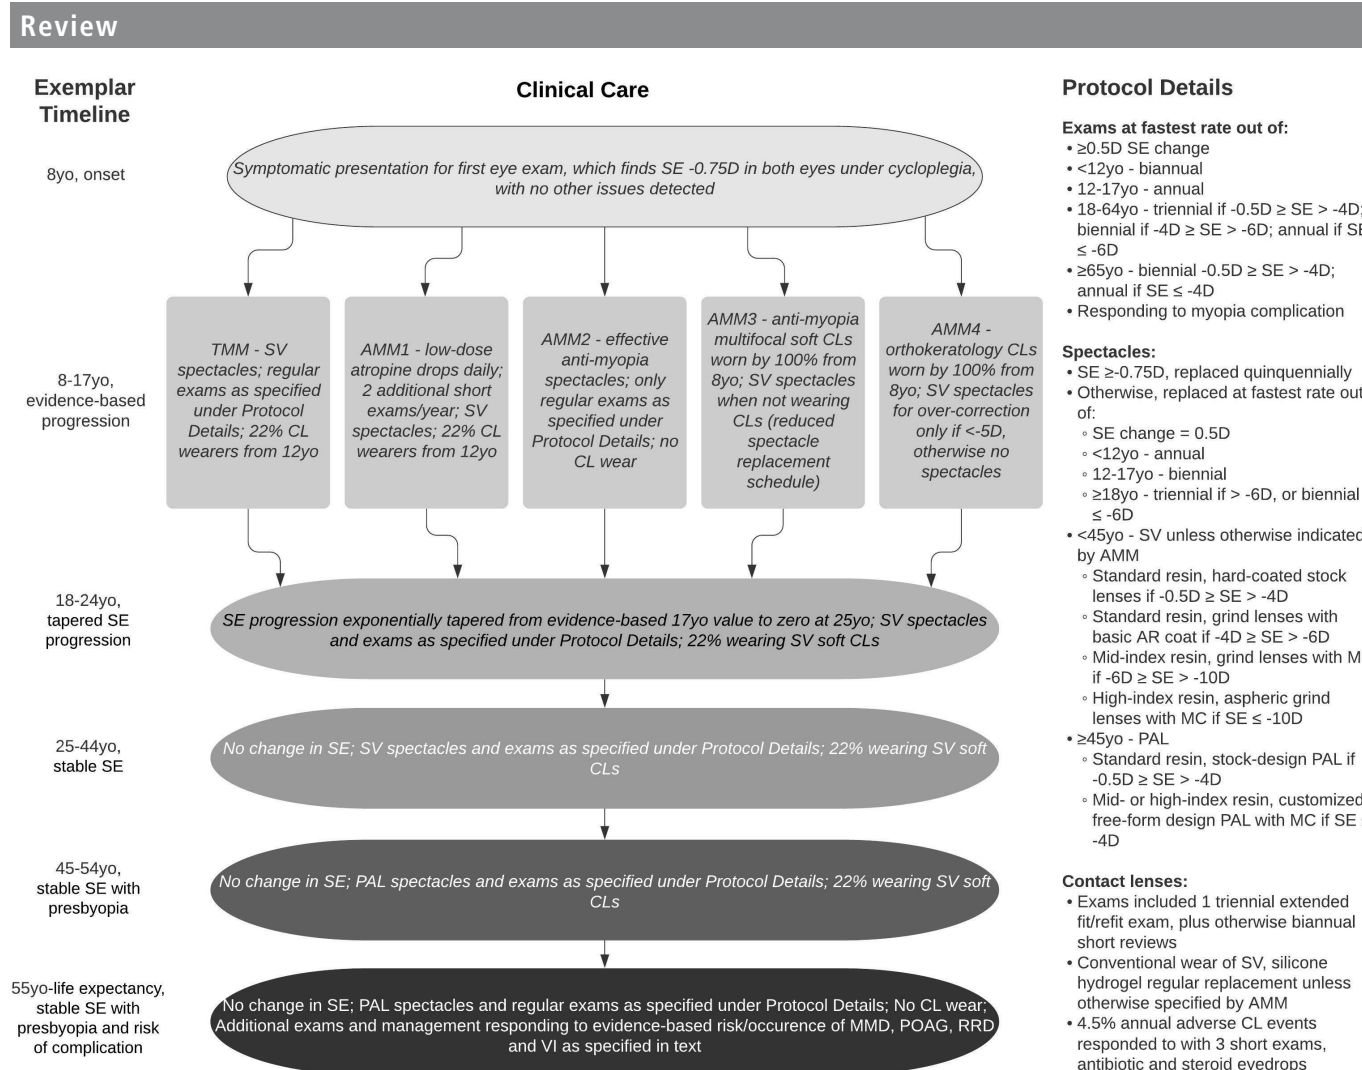 Review
Exemplar
Timeline
Clinical Care
8yo, onset
Symptomatic presentation for first eye exam, which finds SE -0.75D in both eyes under cycloplegia,
with no other issues detected
8-17yo,
evidence-based
progression
TMM - SV
spectacles; regular
exams as specified
under Protocol
Details; 22% CL
wearers from 12yo
AMM1 - low-dose
atropine drops daily;
2 additional short
exams/year; SV
spectacles; 22% CL
wearers from 12yo
AMM2 - effective
anti-myopia
spectacles; only
regular exams as
specified under
Protocol Details; no
CL wear
AMM3 - anti-myopia
multifocal soft CLs
worn by 100% from
8yo; SV spectacles
when not wearing
CLs (reduced
spectacle
replacement
schedule)
AMM4 -
orthokeratology CLs
worn by 100% from
8yo; SV spectacles
for over-correction
only if <-5D,
otherwise no
spectacles
18-24yo,
tapered SE
progression
SE progression exponentially tapered from evidence-based 17yo value to zero at 25yo; SV spectacles
and exams as specified under Protocol Details; 22% wearing SV soft CLs
25-44yo,
stable SE
No change in SE; SV spectacles and exams as specified under Protocol Details; 22% wearing SV soft
CLs
45-54yo,
stable SE with
presbyopia
No change in SE; PAL spectacles and exams as specified under Protocol Details; 22% wearing SV soft
CLs
55yo-life expectancy,
stable SE with
presbyopia and risk
of complication
No change in SE; PAL spectacles and regular exams as specified under Protocol Details; No CL wear;
Additional exams and management responding to evidence-based risk/occurence of MMD, POAG, RRD
and VI as specified in text
Protocol Details
Exams at fastest rate out of:
• ≥0.5D SE change
• <12yo - biannual
• 12-17yo - annual
• 18-64yo - triennial if -0.5D ≥ SE > -4D;
biennial if -4D ≥ SE > -6D; annual if SE
≤ -6D
• ≥65yo - biennial -0.5D ≥ SE > -4D;
annual if SE ≤ -4D
• Responding to myopia complication
Spectacles:
• SE ≥-0.75D, replaced quinquennially
• Otherwise, replaced at fastest rate out
of:
◦ SE change = 0.5D
◦ <12yo - annual
◦ 12-17yo - biennial
◦ ≥18yo - triennial if > -6D, or biennial
≤ -6D
• <45yo - SV unless otherwise indicated
by AMM
◦ Standard resin, hard-coated stock
lenses if -0.5D ≥ SE > -4D
◦ Standard resin, grind lenses with
basic AR coat if -4D ≥ SE > -6D
◦ Mid-index resin, grind lenses with
if -6D ≥ SE > -10D
◦ High-index resin, aspheric grind
lenses with MC if SE ≤ -10D
• ≥45yo - PAL
◦ Standard resin, stock-design PAL if
-0.5D ≥ SE > -4D
◦ Mid- or high-index resin, customized
free-form design PAL with MC if SE
-4D
Contact lenses:
• Exams included 1 triennial extended
fit/refit exam, plus otherwise biannual
short reviews
• Conventional wear of SV, silicone
hydrogel regular replacement unless
otherwise specified by AMM
• 4.5% annual adverse CL events
responded to with 3 short exams,
antibiotic and steroid eyedrops